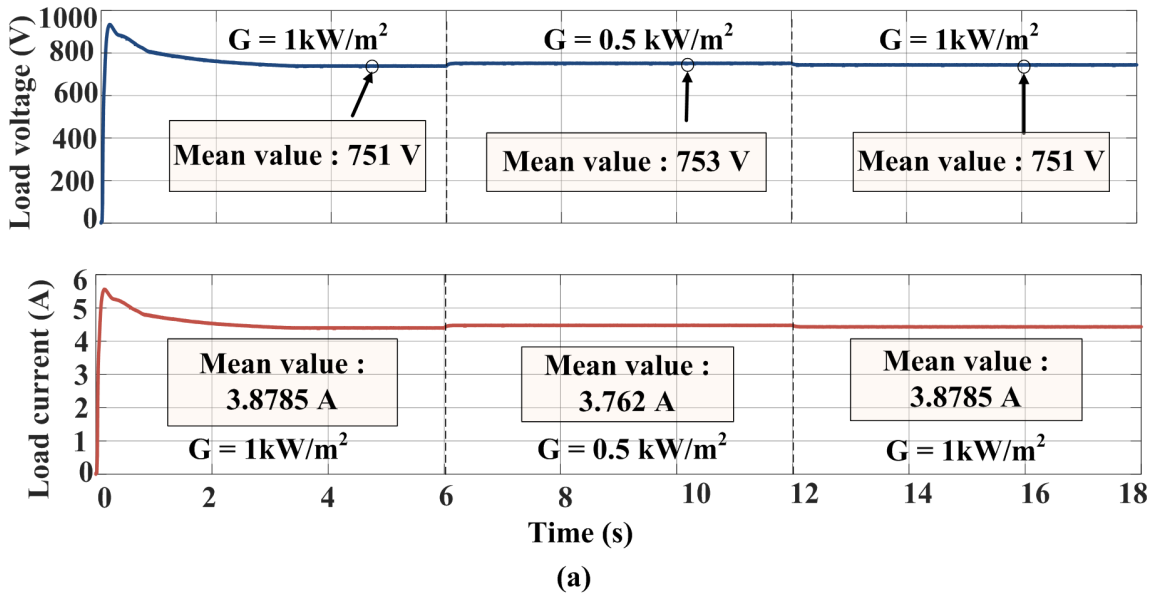 Load voltage (V)
1000
800
600
400
200
0
G = 1kW/m²
G = 0.5 kW/m²
G = 1kW/m²
Mean value : 751 V
Mean value : 753 V
Mean value : 751 V
Load current (A)
6
5
4
3
2
1
0
Mean value :
3.8785 A
Mean value :
3.762 A
Mean value :
3.8785 A
G = 1kW/m²
G = 0.5 kW/m²
G = 1kW/m²
0 2 4 6 8 10 12 14 16 18
Time (s)
(a)